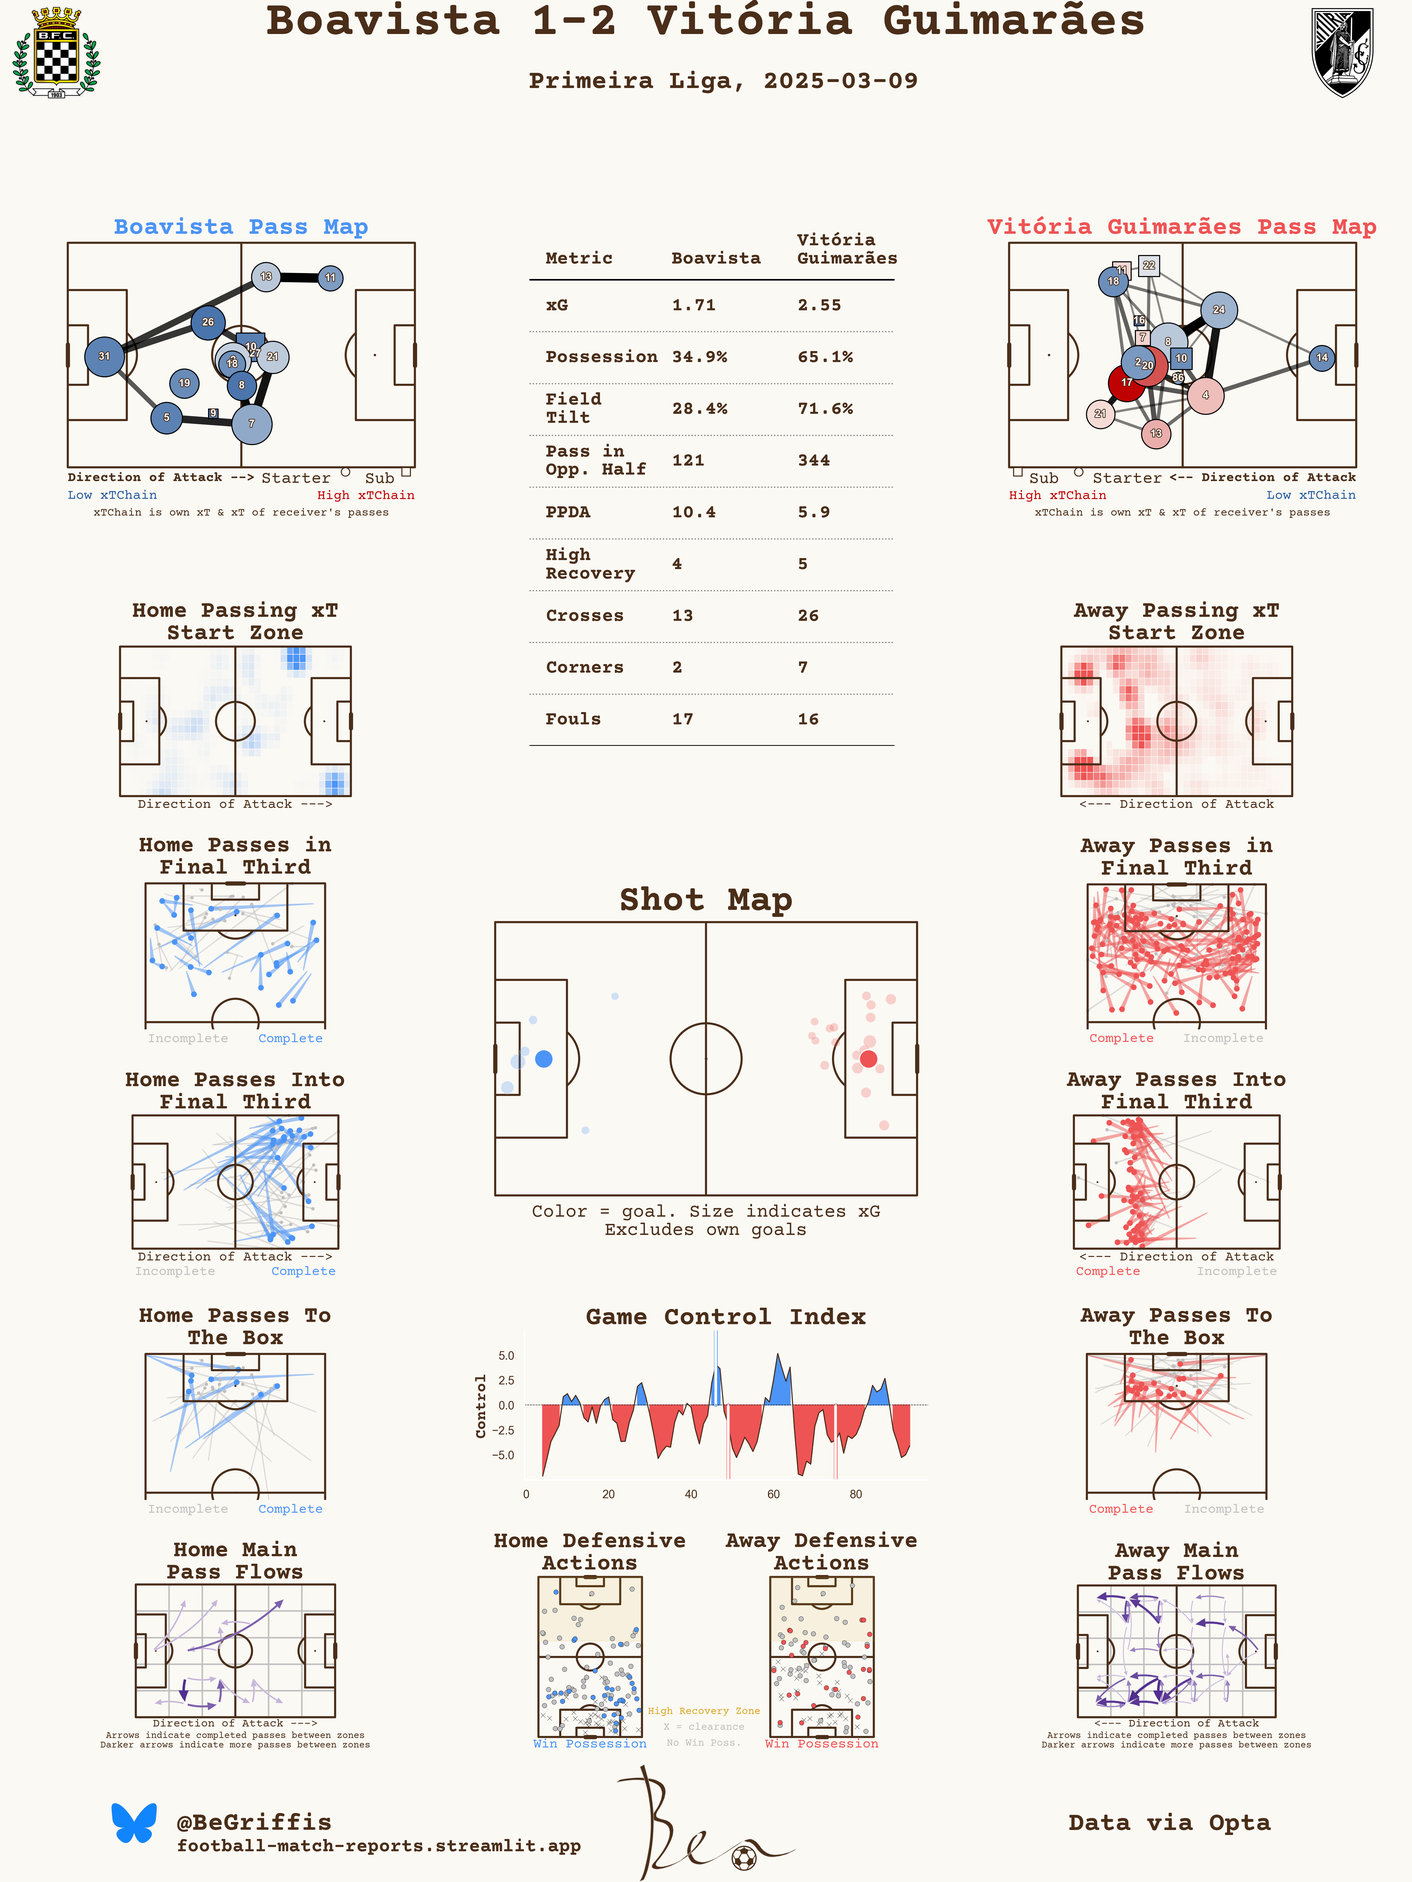 Boavista 1-2 Vitória Guimarães
B.F.C.
1903
Primeira Liga, 2025-03-09
Boavista Pass Map
13
11
26
31
10
27
21
18
19
8
9
5
7
Direction of Attack --> Starter Sub
Low xTChain High xTChain
xTChain is own xT & xT of receiver's passes
Metric Boavista Vitória Guimarães
xG 1.71 2.55
Possession 34.9% 65.1%
Field Tilt 28.4% 71.6%
Pass in Opp. Half 121 344
PPDA 10.4 5.9
High Recovery 4 5
Crosses 13 26
Corners 2 7
Fouls 17 16
Vitória Guimarães Pass Map
11
22
18
16
24
7
8
2
20
10
14
17
86
4
21
13
Sub Starter <-- Direction of Attack
High xTChain Low xTChain
xTChain is own xT & xT of receiver's passes
Home Passing xT
Start Zone
Direction of Attack --->
Away Passing xT
Start Zone
<--- Direction of Attack
Home Passes in
Final Third
Incomplete Complete
Away Passes in
Final Third
Complete Incomplete
Shot Map
Color = goal. Size indicates xG
Excludes own goals
Home Passes Into
Final Third
Direction of Attack --->
Incomplete Complete
Away Passes Into
Final Third
<--- Direction of Attack
Complete Incomplete
Home Passes To
The Box
Incomplete Complete
Game Control Index
Control
5.0
2.5
0.0
−2.5
−5.0
0 20 40 60 80
Away Passes To
The Box
Complete Incomplete
Home Main
Pass Flows
Direction of Attack --->
Arrows indicate completed passes between zones
Darker arrows indicate more passes between zones
Home Defensive
Actions
Win Possession
High Recovery Zone
X = clearance
No Win Poss.
Away Defensive
Actions
Win Possession
Away Main
Pass Flows
<--- Direction of Attack
Arrows indicate completed passes between zones
Darker arrows indicate more passes between zones
@BeGriffis
football-match-reports.streamlit.app
Ben
Data via Opta